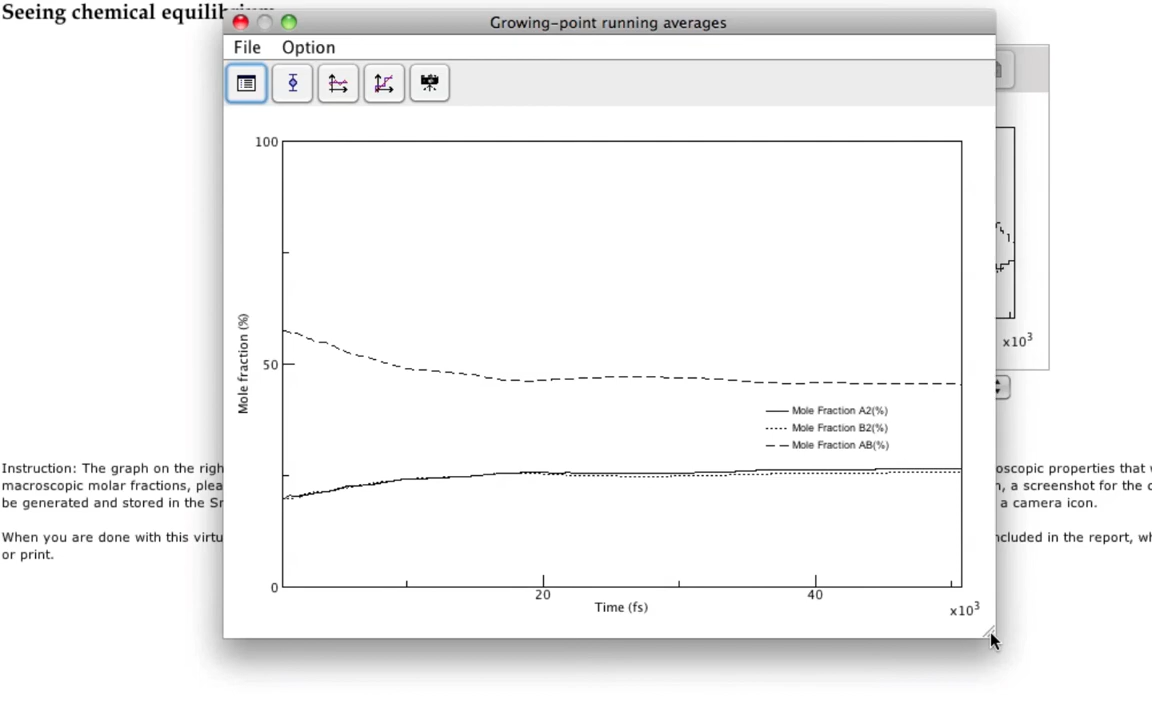 Seeing chemical equilib
Growing-point running averages
File Option
100
50
0
Mole fraction (%)
Mole Fraction A2(%)
Mole Fraction B2(%)
Mole Fraction AB(%)
20
40
Time (fs)
x10³
x10³
Instruction: The graph on the righ
oscopic properties that
macroscopic molar fractions, plea
, a screenshot for the
be generated and stored in the
a camera icon.
When you are done with this virtu
ncluded in the report,
or print.